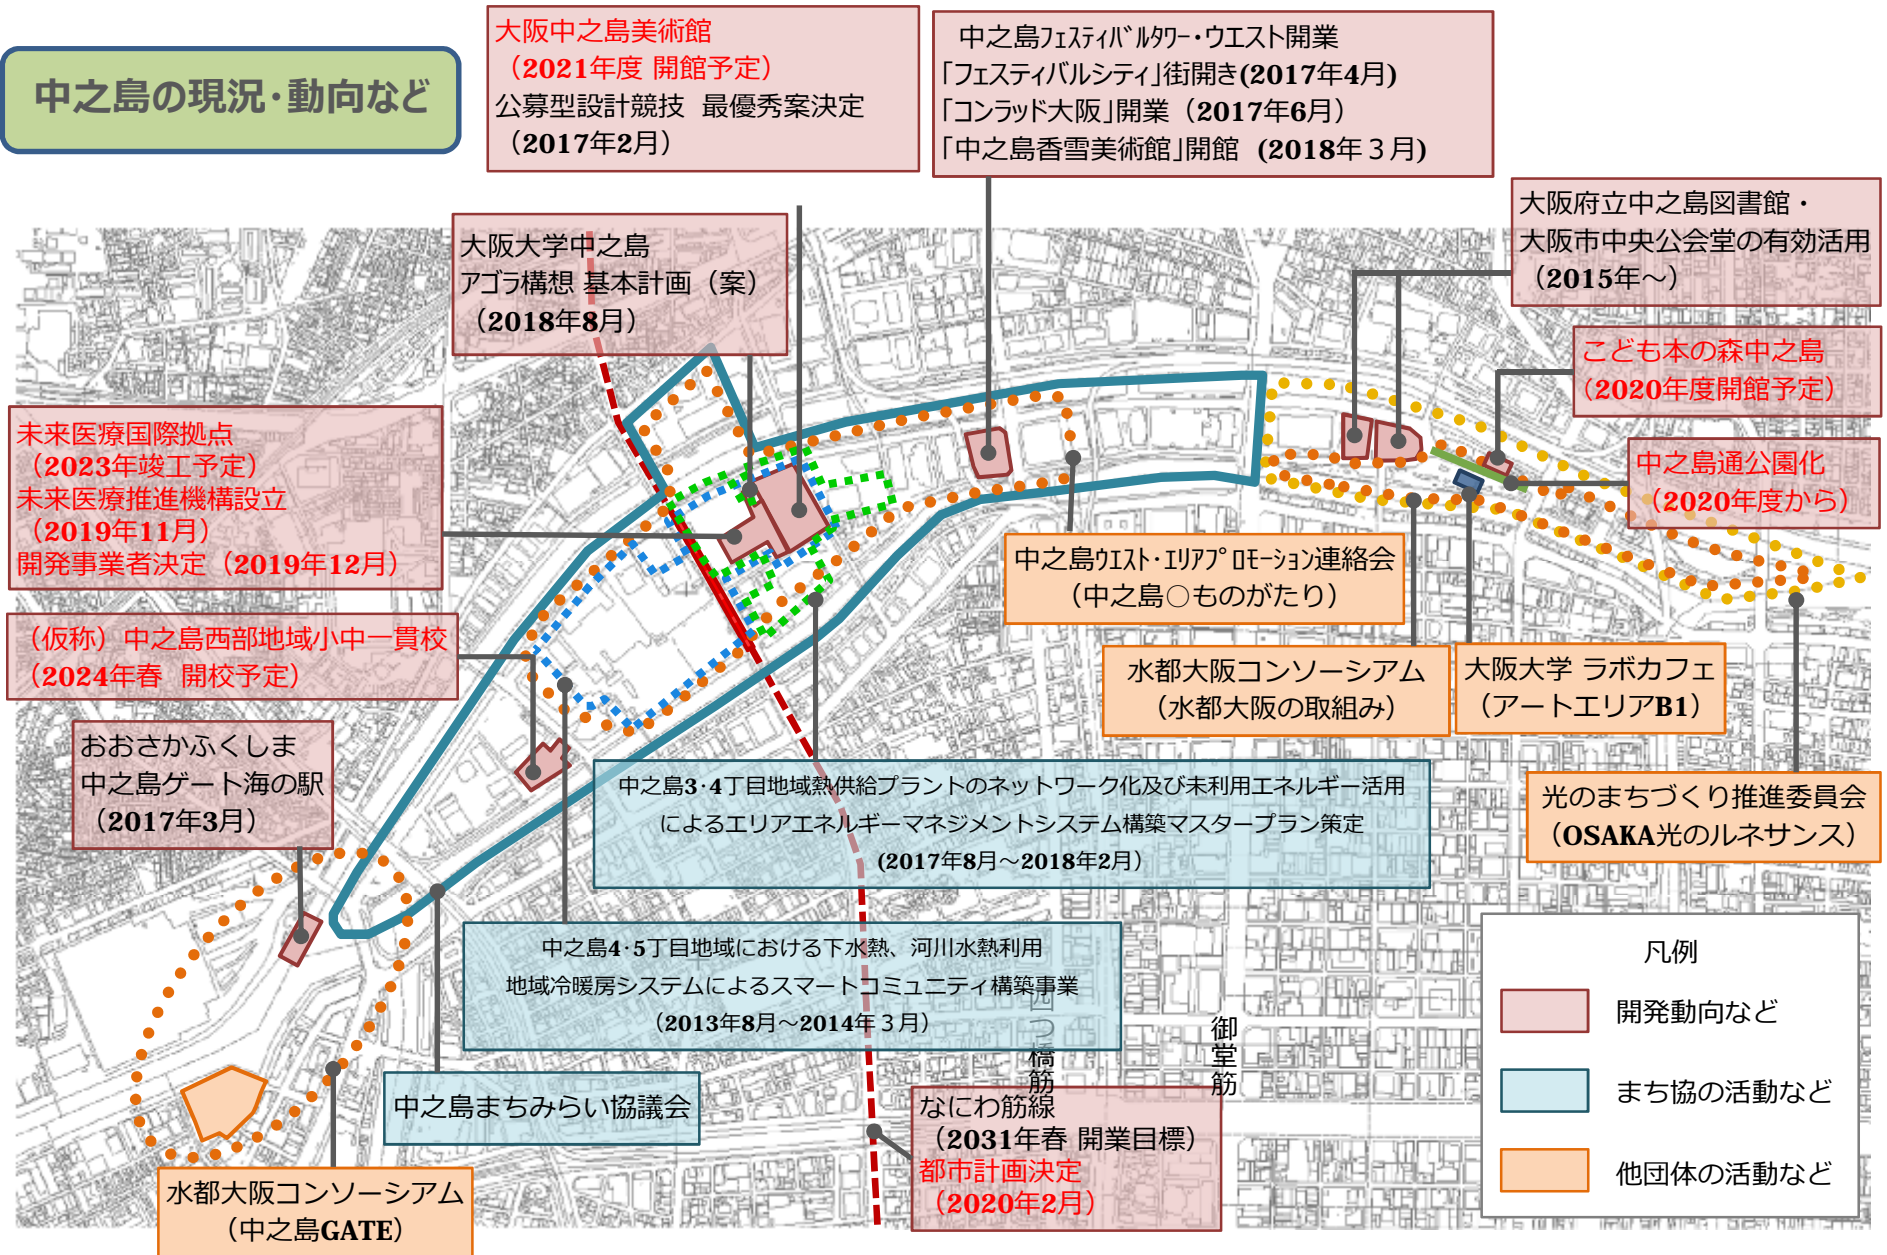 中之島の現況・動向など
大阪中之島美術館
（2021年度 開館予定）
公募型設計競技 最優秀案決定
（2017年2月）
中之島フェスティバルタワー・ウエスト開業
「フェスティバルシティ」街開き(2017年4月)
「コンラッド大阪」開業（2017年6月）
「中之島香雪美術館」開館 (2018年３月)
大阪府立中之島図書館・
大阪市中央公会堂の有効活用
（2015年～）
大阪大学中之島
アゴラ構想 基本計画（案）
（2018年8月）
こども本の森中之島
（2020年度開館予定）
未来医療国際拠点
（2023年竣工予定）
未来医療推進機構設立
（2019年11月）
開発事業者決定（2019年12月）
中之島通公園化
（2020年度から）
中之島ウエスト・エリアプロモーション連絡会
（中之島○ものがたり）
（仮称）中之島西部地域小中一貫校
（2024年春 開校予定）
水都大阪コンソーシアム
（水都大阪の取組み）
大阪大学 ラボカフェ
（アートエリアB1）
おおさかふくしま
中之島ゲート海の駅
（2017年3月）
中之島3・4丁目地域熱供給プラントのネットワーク化及び未利用エネルギー活用
によるエリアエネルギーマネジメントシステム構築マスタープラン策定
(2017年8月～2018年2月）
光のまちづくり推進委員会
（OSAKA光のルネサンス）
中之島4・5丁目地域における下水熱、河川水熱利用
地域冷暖房システムによるスマートコミュニティ構築事業
（2013年8月～2014年３月）
四つ橋筋
御堂筋
中之島まちみらい協議会
なにわ筋線
（2031年春 開業目標）
都市計画決定
（2020年2月）
水都大阪コンソーシアム
（中之島GATE）
凡例
開発動向など
まち協の活動など
他団体の活動など